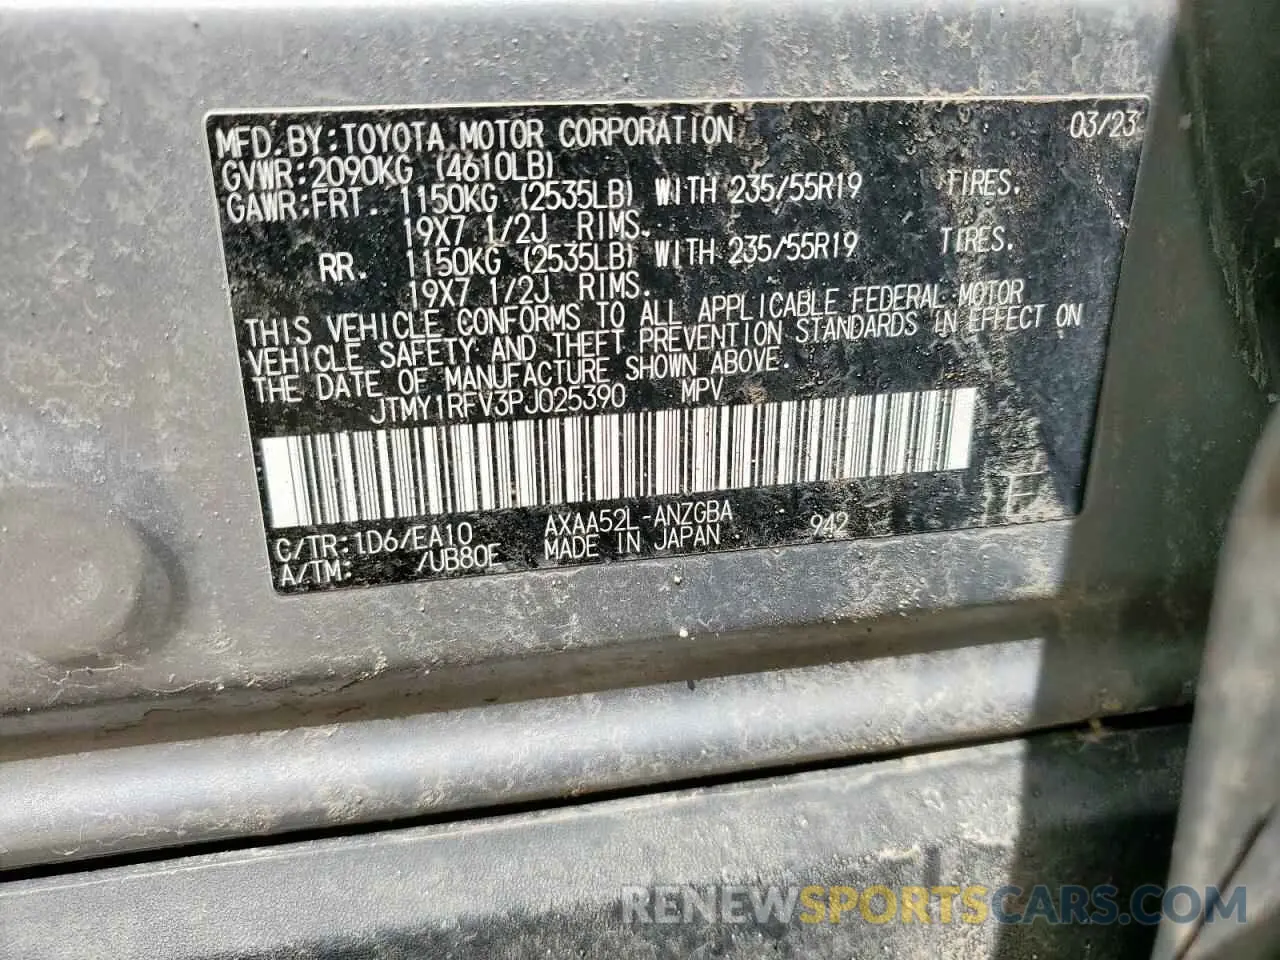 MFD. BY: TOYOTA MOTOR CORPORATION 03/23
GVWR: 2090KG (4610LB)
GAWR: FRT. 1150KG (2535LB) WITH 235/55R19 TIRES.
19X7 1/2J RIMS.
RR. 1150KG (2535LB) WITH 235/55R19 TIRES.
19X7 1/2J RIMS.
THIS VEHICLE CONFORMS TO ALL APPLICABLE FEDERAL MOTOR
VEHICLE SAFETY AND THEFT PREVENTION STANDARDS IN EFFECT ON
THE DATE OF MANUFACTURE SHOWN ABOVE.
JTMY1RFV3PJ025390 MPV
C/TR: 1D6/EA10 AXAA52L-ANZGBA 942
A/TM: /UB80E MADE IN JAPAN
RENEWSPORTSCARS.COM